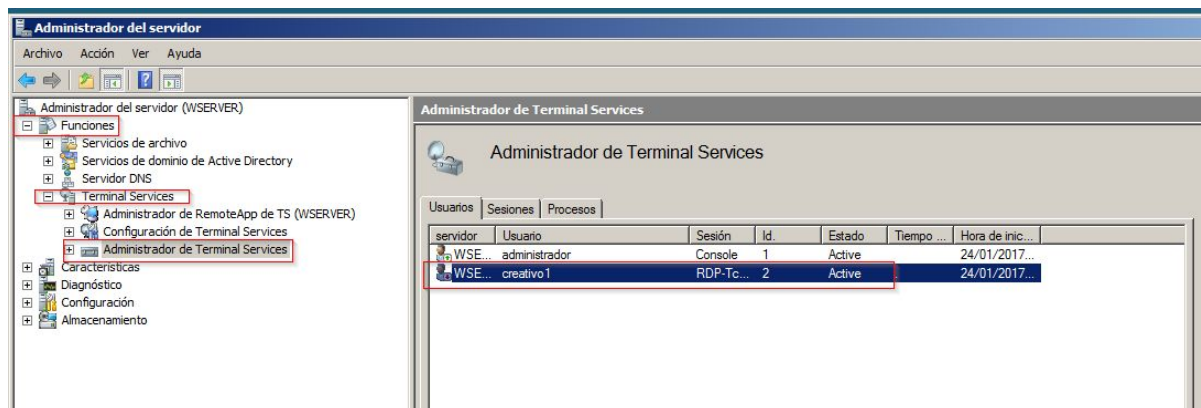 Administrador del servidor
Archivo Acción Ver Ayuda
Administrador del servidor (WSERVER)
Funciones
Servicios de archivo
Servicios de dominio de Active Directory
Servidor DNS
Terminal Services
Administrador de RemoteApp de TS (WSERVER)
Configuración de Terminal Services
Administrador de Terminal Services
Características
Diagnóstico
Configuración
Almacenamiento
Administrador de Terminal Services
Administrador de Terminal Services
Usuarios Sesiones Procesos
servidor Usuario Sesión Id. Estado Tiempo ... Hora de inic...
WSE... administrador Console 1 Active 24/01/2017...
WSE... creativo1 RDP-Tc... 2 Active . 24/01/2017...